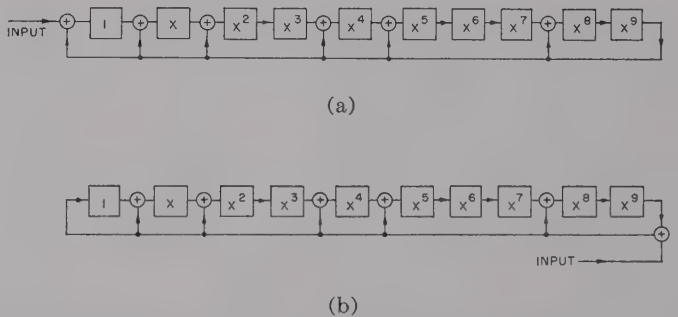 INPUT 1 X X² X³ X⁴ X⁵ X⁶ X⁷ X⁸ X⁹
(a)
1 X X² X³ X⁴ X⁵ X⁶ X⁷ X⁸ X⁹
INPUT
(b)